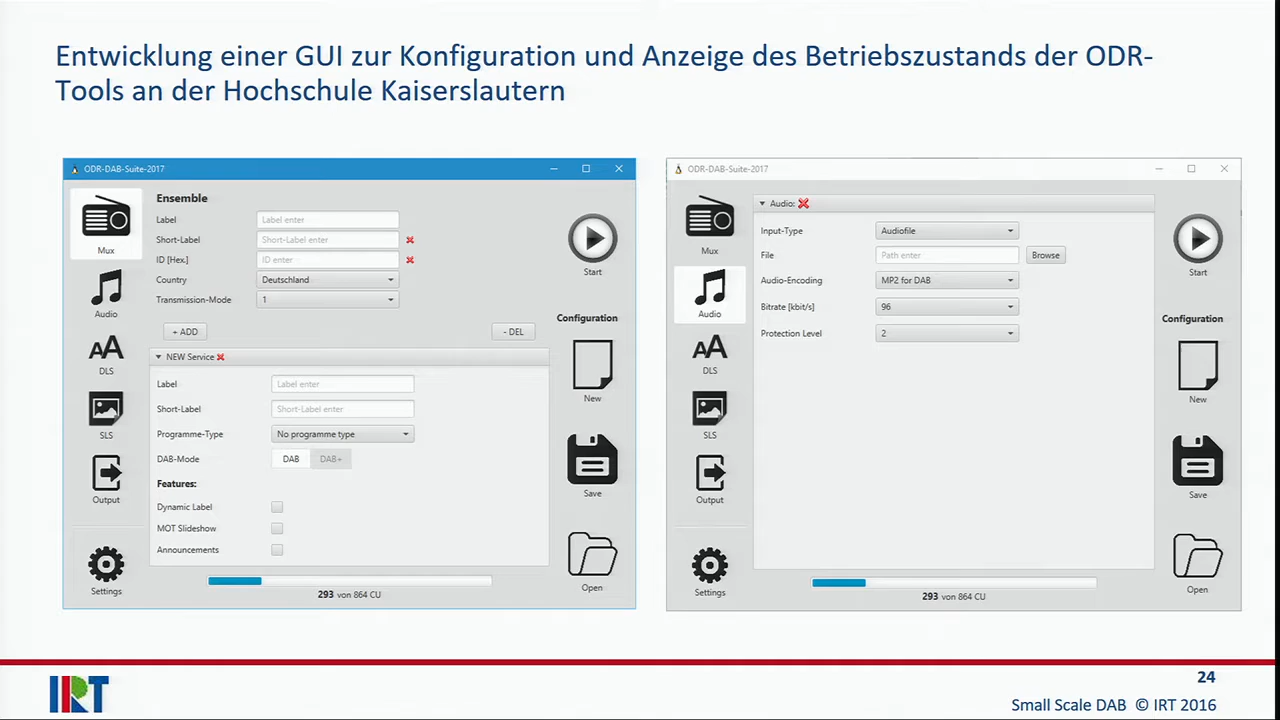 Entwicklung einer GUI zur Konfiguration und Anzeige des Betriebszustands der ODR-
Tools an der Hochschule Kaiserslautern
ODR-DAB-Suite-2017
Mux
Audio
DLS
SLS
Output
Settings
Ensemble
Label
Label enter
Short-Label
Short-Label enter
ID [Hex.]
ID enter
Country
Deutschland
Transmission-Mode
1
+ ADD
- DEL
NEW Service
Label
Label enter
Short-Label
Short-Label enter
Programme-Type
No programme type
DAB-Mode
DAB
DAB+
Features:
Dynamic Label
MOT Slideshow
Announcements
293 von 864 CU
Start
Configuration
New
Save
Open
ODR-DAB-Suite-2017
Mux
Audio
DLS
SLS
Output
Settings
Audio:
Input-Type
Audiofile
File
Path enter
Browse
Audio-Encoding
MP2 for DAB
Bitrate [kbit/s]
96
Protection Level
2
293 von 864 CU
Start
Configuration
New
Save
Open
IRT
24
Small Scale DAB © IRT 2016